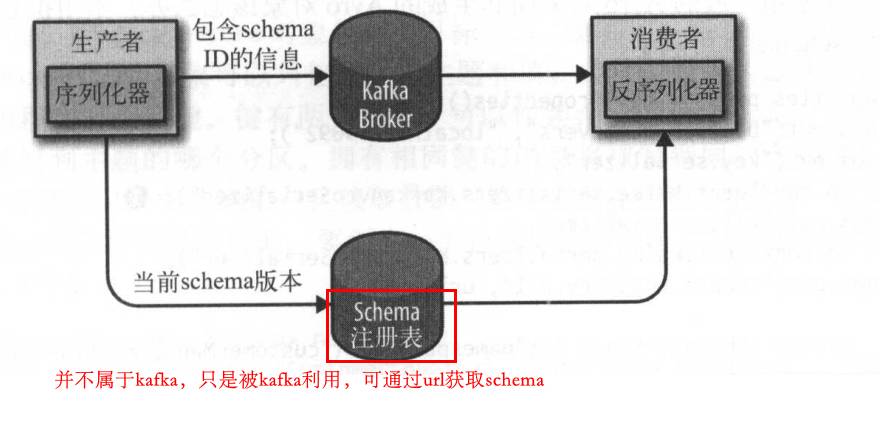 生产者
序列化器
包含schema
ID的信息
Kafka
Broker
消费者
反序列化器
当前schema版本
Schema
注册表
并不属于kafka，只是被kafka利用，可通过url获取schema